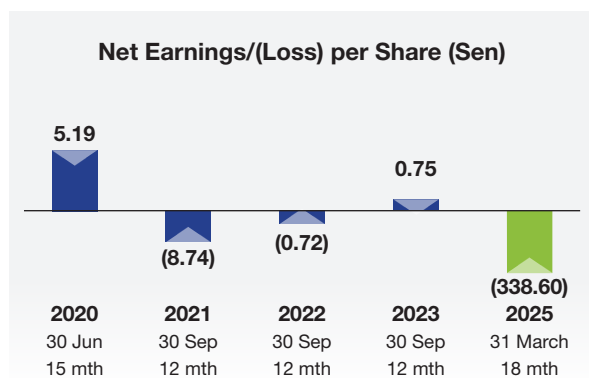 Net Earnings/(Loss) per Share (Sen)
5.19
(8.74)
(0.72)
0.75
(338.60)
2020
30 Jun
15 mth
2021
30 Sep
12 mth
2022
30 Sep
12 mth
2023
30 Sep
12 mth
2025
31 March
18 mth